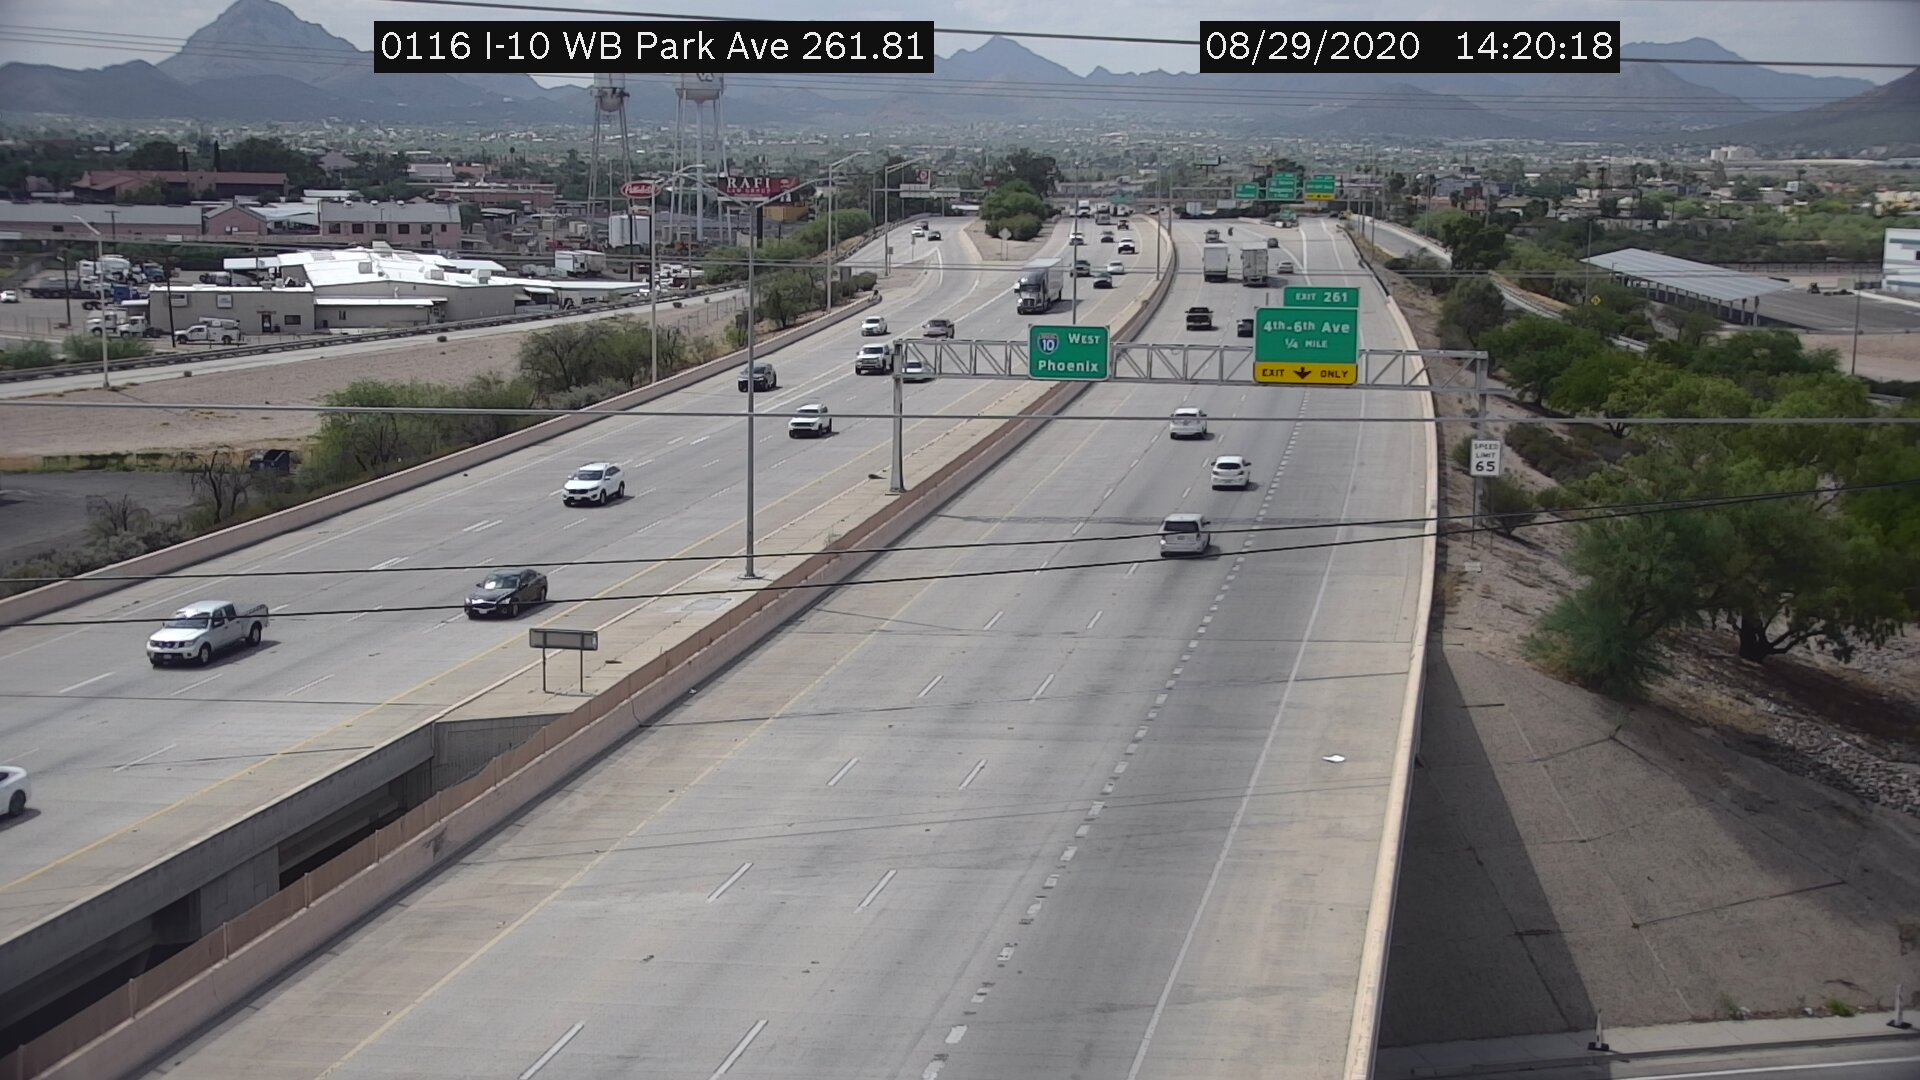 0116 I-10 WB Park Ave 261.81
08/29/2020 14:20:18
RAFI
EXIT 261
4th-6th Ave
1/4 MILE
EXIT ONLY
10 WEST
Phoenix
SPEED
LIMIT
65